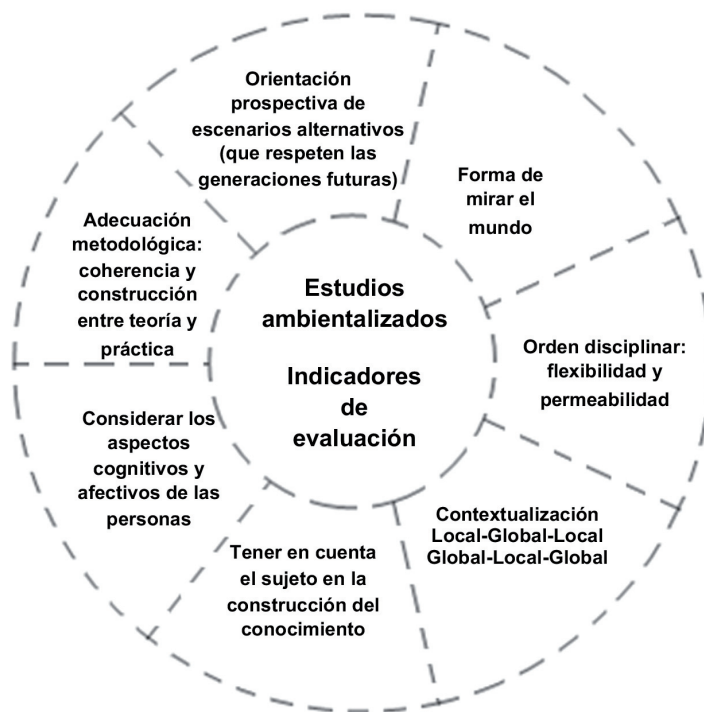 Orientación
prospectiva de
escenarios alternativos
(que respeten las
generaciones futuras)
Forma de
mirar el
mundo
Adecuación
metodológica:
coherencia y
construcción
entre teoría y
práctica
Estudios
ambientalizados
Indicadores
de
evaluación
Orden disciplinar:
flexibilidad y
permeabilidad
Considerar los
aspectos
cognitivos y
afectivos de las
personas
Contextualización
Local-Global-Local
Global-Local-Global
Tener en cuenta
el sujeto en la
construcción del
conocimiento